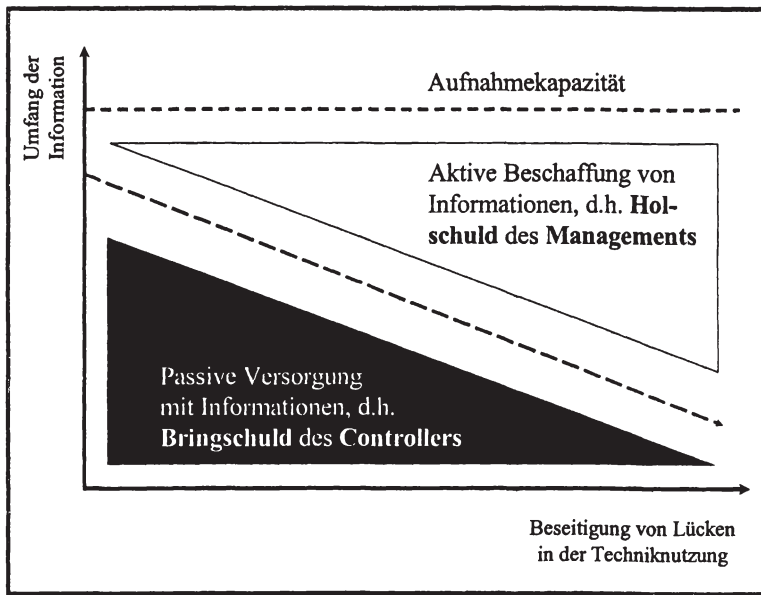 Umfang der
Information
Aufnahmekapazität
Aktive Beschaffung von
Informationen, d.h. Hol-
schuld des Managements
Passive Versorgung
mit Informationen, d.h.
Bringschuld des Controllers
Beseitigung von Lücken
in der Techniknutzung